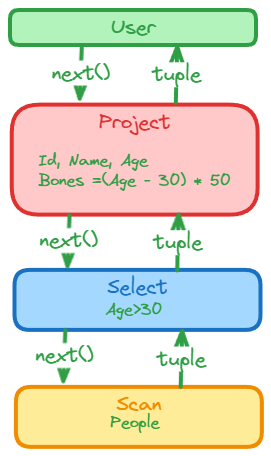 User
next() tuple
Project
Id, Name, Age
Bones =(Age - 30) * 50
next() tuple
Select
Age>30
next() tuple
Scan
People